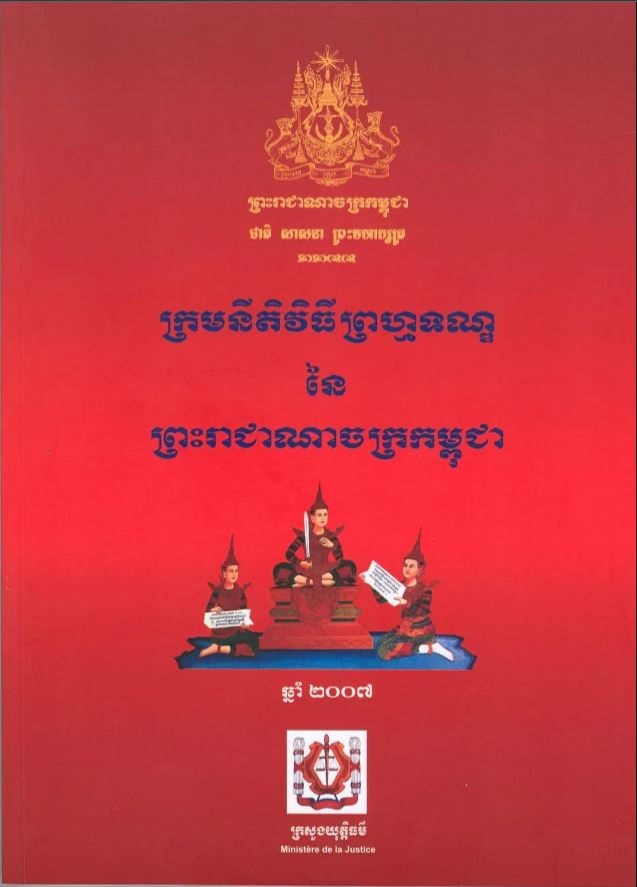 ព្រះរាជាណាចក្រកម្ពុជា
ជាតិ សាសនា ព្រះមហាក្សត្រ
ក្រមនីតិវិធីព្រហ្មទណ្ឌ
នៃ
ព្រះរាជាណាចក្រកម្ពុជា
ឆ្នាំ ២០០៧
ក្រសួងយុត្តិធម៌
Ministère de la Justice